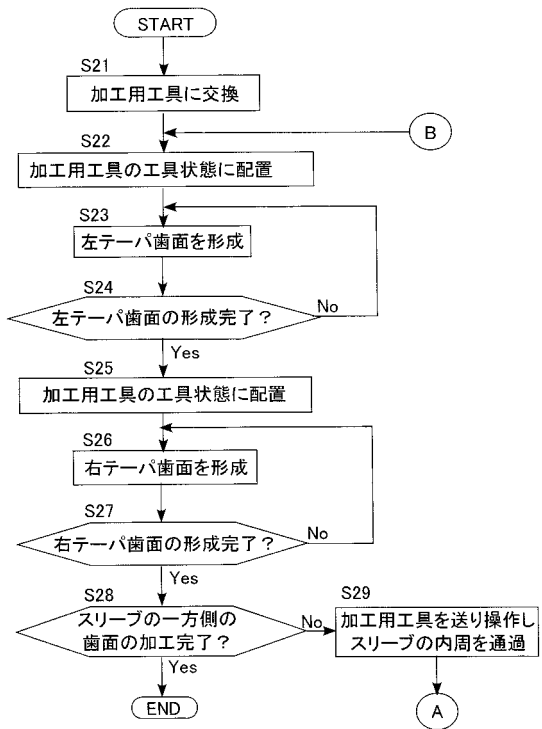 START
S21
加工用工具に交換
B
S22
加工用工具の工具状態に配置
S23
左テーパ歯面を形成
S24
左テーパ歯面の形成完了？
No
Yes
S25
加工用工具の工具状態に配置
S26
右テーパ歯面を形成
S27
右テーパ歯面の形成完了？
No
Yes
S28
スリーブの一方側の
歯面の加工完了？
No
Yes
S29
加工用工具を送り操作し
スリーブの内周を通過
END
A